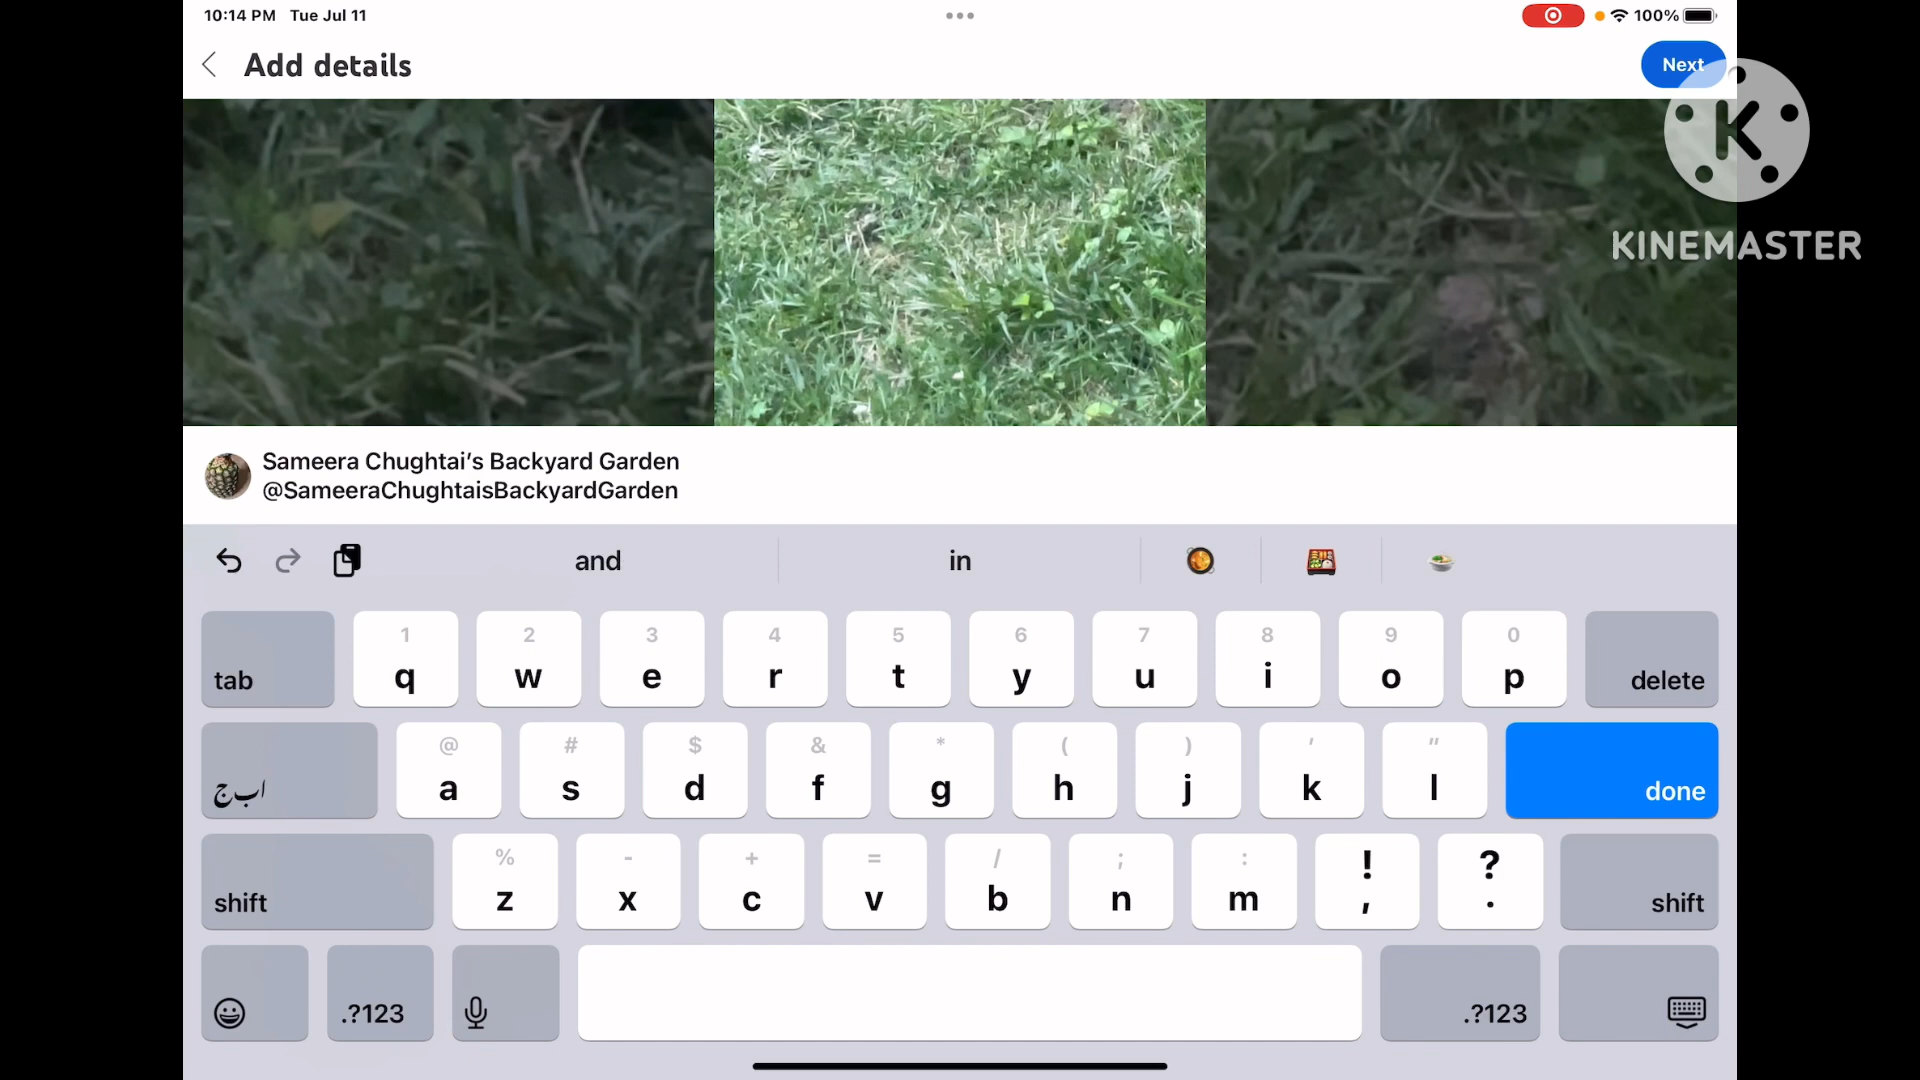 10:14 PM Tue Jul 11
100%
Add details
Next
K
KINEMASTER
Sameera Chughtai’s Backyard Garden
@SameeraChughtaisBackyardGarden
and in
1 2 3 4 5 6 7 8 9 0
tab q w e r t y u i o p delete
@ # $ & * ( ) ' "
ا ب ج a s d f g h j k l done
% - + = / ; : ! ?
shift z x c v b n m , . shift
.?123 .?123